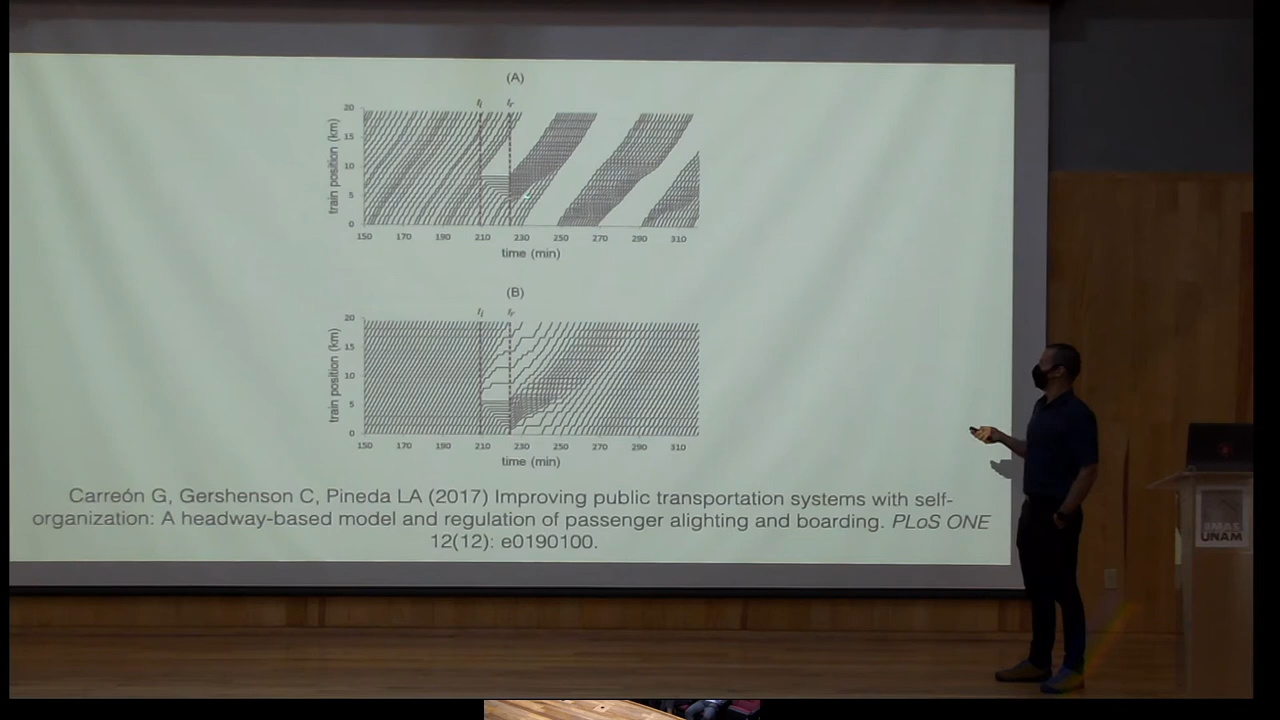 (A)
t_i t_r
20
15
10
5
0
train position (km)
150 170 190 210 230 250 270 290 310
time (min)
(B)
t_i t_r
20
15
10
5
0
train position (km)
150 170 190 210 230 250 270 290 310
time (min)
Carreón G, Gershenson C, Pineda LA (2017) Improving public transportation systems with self-
organization: A headway-based model and regulation of passenger alighting and boarding. PLoS ONE
12(12): e0190100.
IIMAS
UNAM